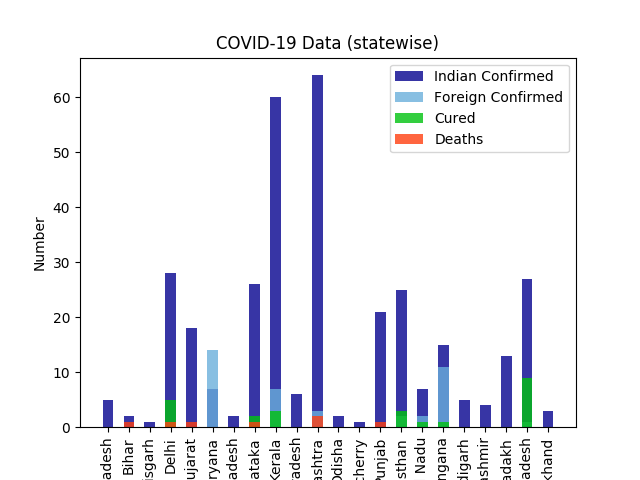 COVID-19 Data (statewise)
Indian Confirmed
Foreign Confirmed
Cured
Deaths
Number
60
50
40
30
20
10
0
adesh
Bihar
isgarh
Delhi
ujarat
ryana
adesh
ataka
Kerala
radesh
ashtra
Odisha
cherry
Punjab
sthan
Nadu
ngana
digarh
shmir
adakh
adesh
khand